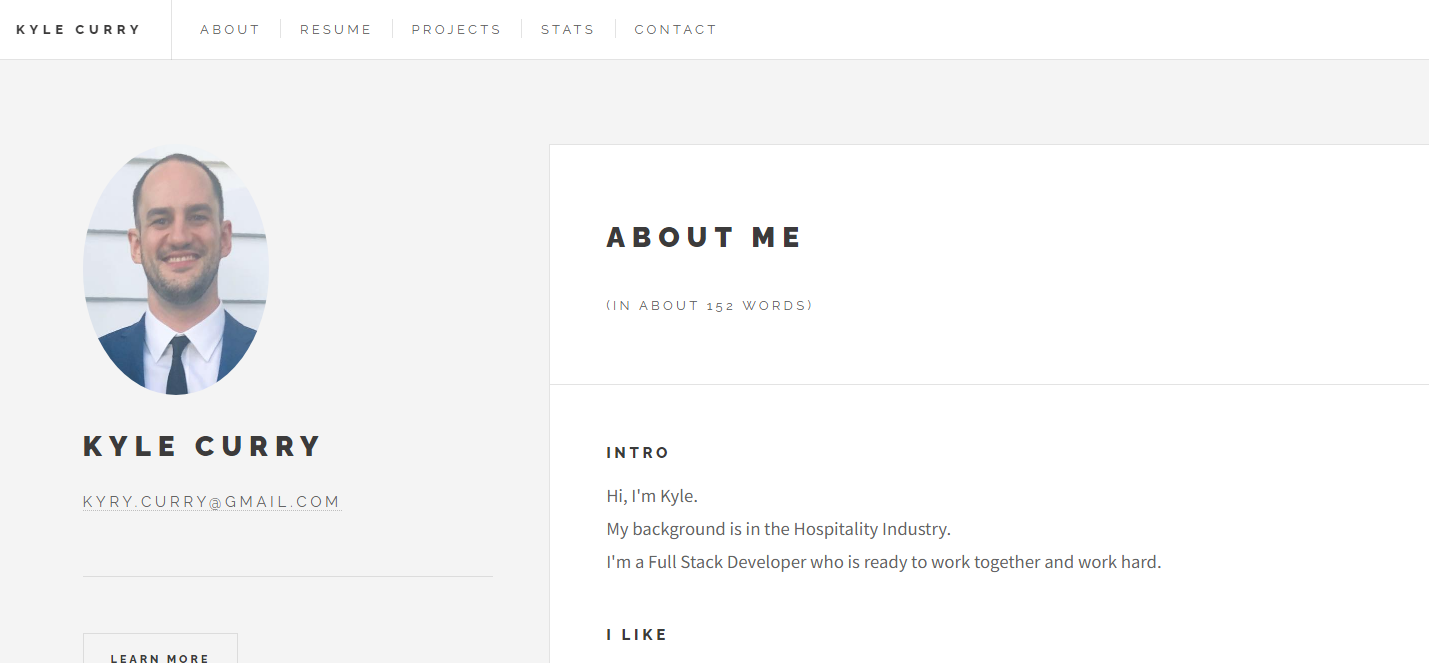 KYLE CURRY
ABOUT
RESUME
PROJECTS
STATS
CONTACT
KYLE CURRY
KYRY.CURRY@GMAIL.COM
LEARN MORE
ABOUT ME
(IN ABOUT 152 WORDS)
INTRO
Hi, I'm Kyle.
My background is in the Hospitality Industry.
I'm a Full Stack Developer who is ready to work together and work hard.
I LIKE